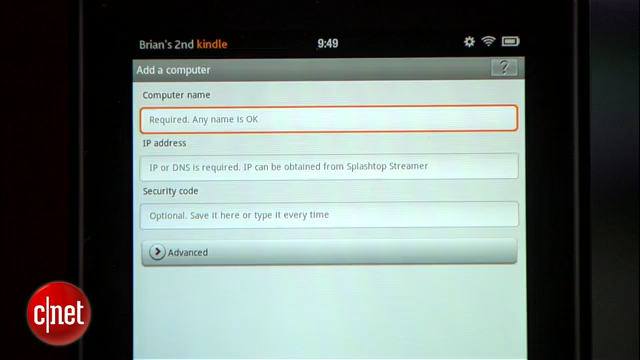 Brian's 2nd kindle 9:49
Add a computer ?
Computer name
Required. Any name is OK
IP address
IP or DNS is required. IP can be obtained from Splashtop Streamer
Security code
Optional. Save it here or type it every time
Advanced
c|net